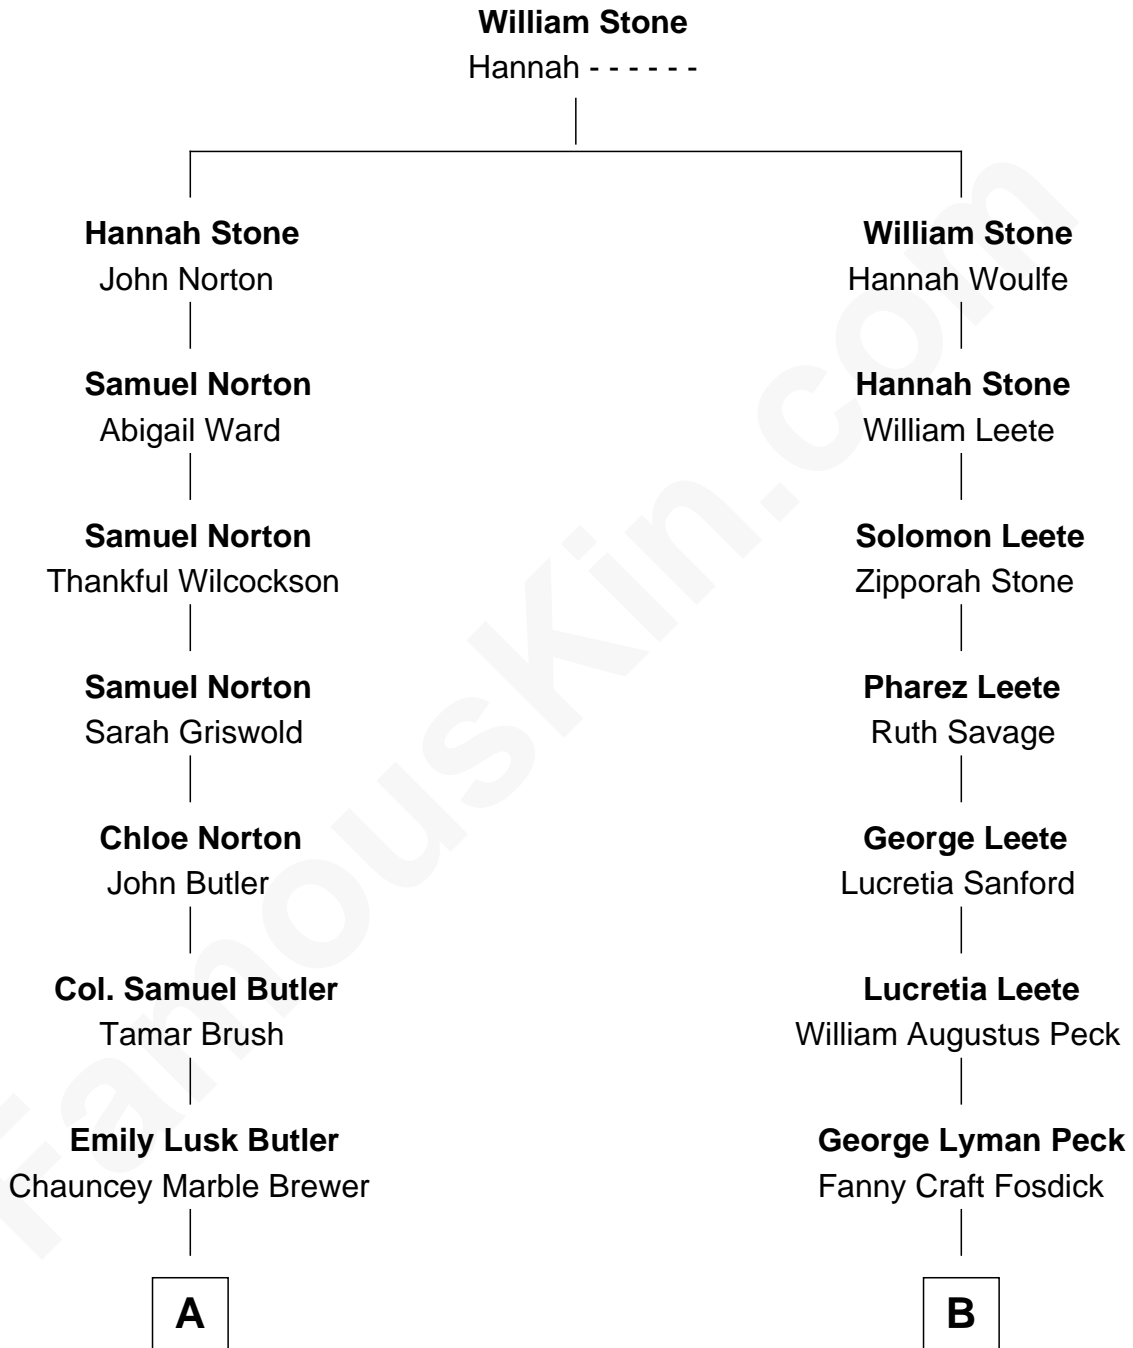 William Stone
Hannah - - - - - -
Hannah Stone
John Norton
William Stone
Hannah Woulfe
Samuel Norton
Abigail Ward
Hannah Stone
William Leete
Samuel Norton
Thankful Wilcockson
Solomon Leete
Zipporah Stone
Samuel Norton
Sarah Griswold
Pharez Leete
Ruth Savage
Chloe Norton
John Butler
George Leete
Lucretia Sanford
Col. Samuel Butler
Tamar Brush
Lucretia Leete
William Augustus Peck
Emily Lusk Butler
Chauncey Marble Brewer
George Lyman Peck
Fanny Craft Fosdick
A
B
FamousKin.com